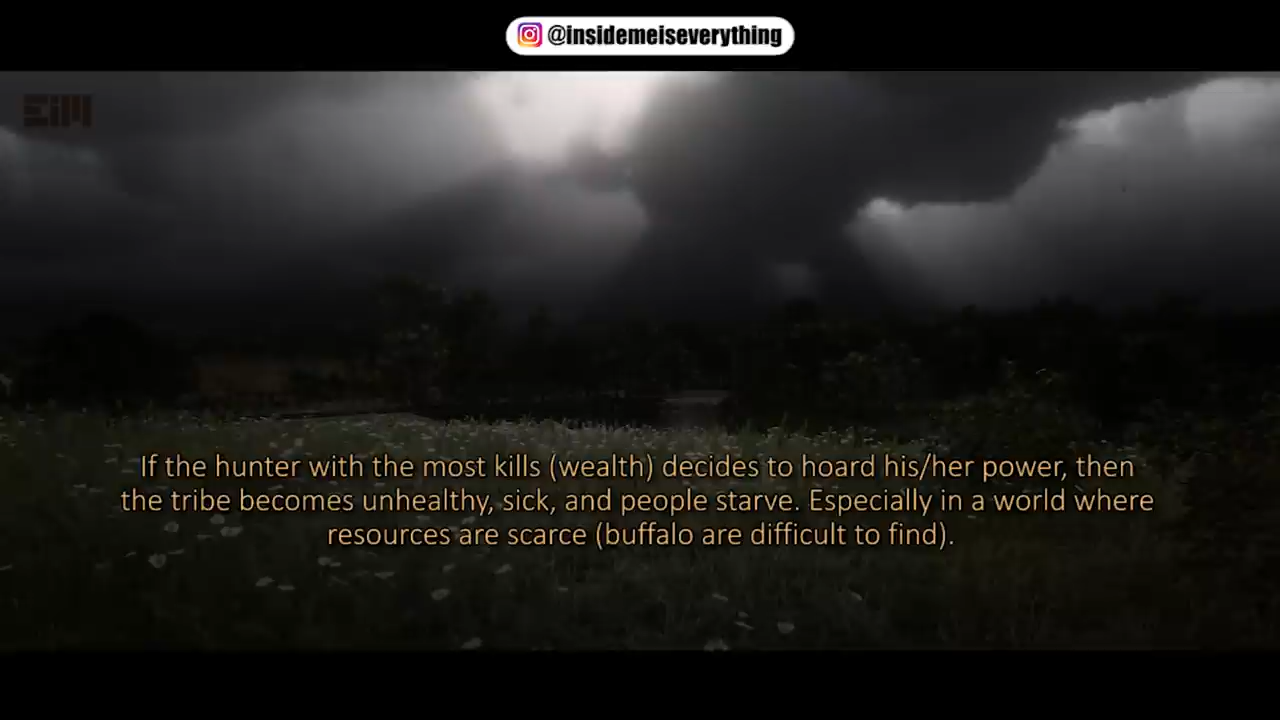 @insidemeiseverything
EiM
If the hunter with the most kills (wealth) decides to hoard his/her power, then
the tribe becomes unhealthy, sick, and people starve. Especially in a world where
resources are scarce (buffalo are difficult to find).